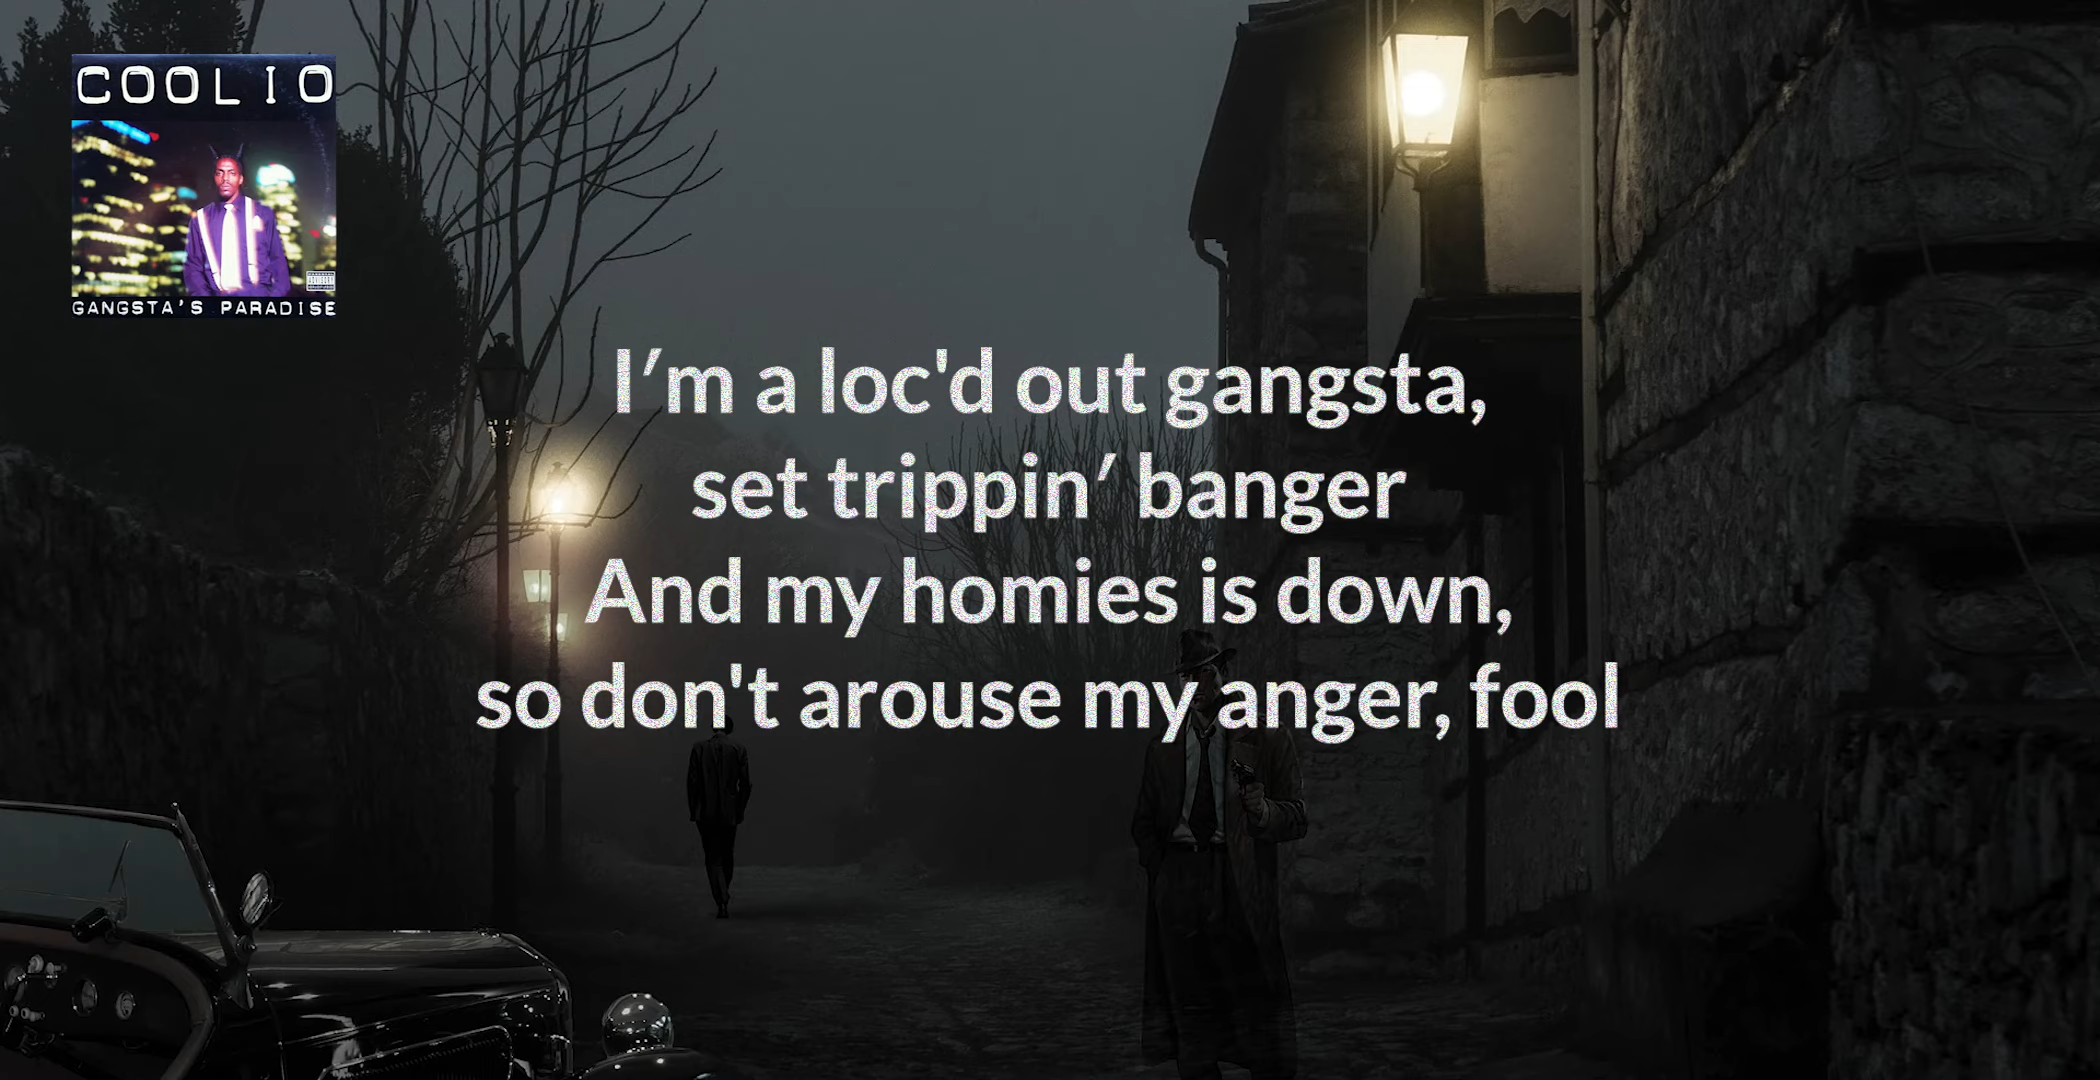 COOLIO
GANGSTA'S PARADISE
I′m a loc'd out gangsta,
set trippin′ banger
And my homies is down,
so don't arouse my anger, fool